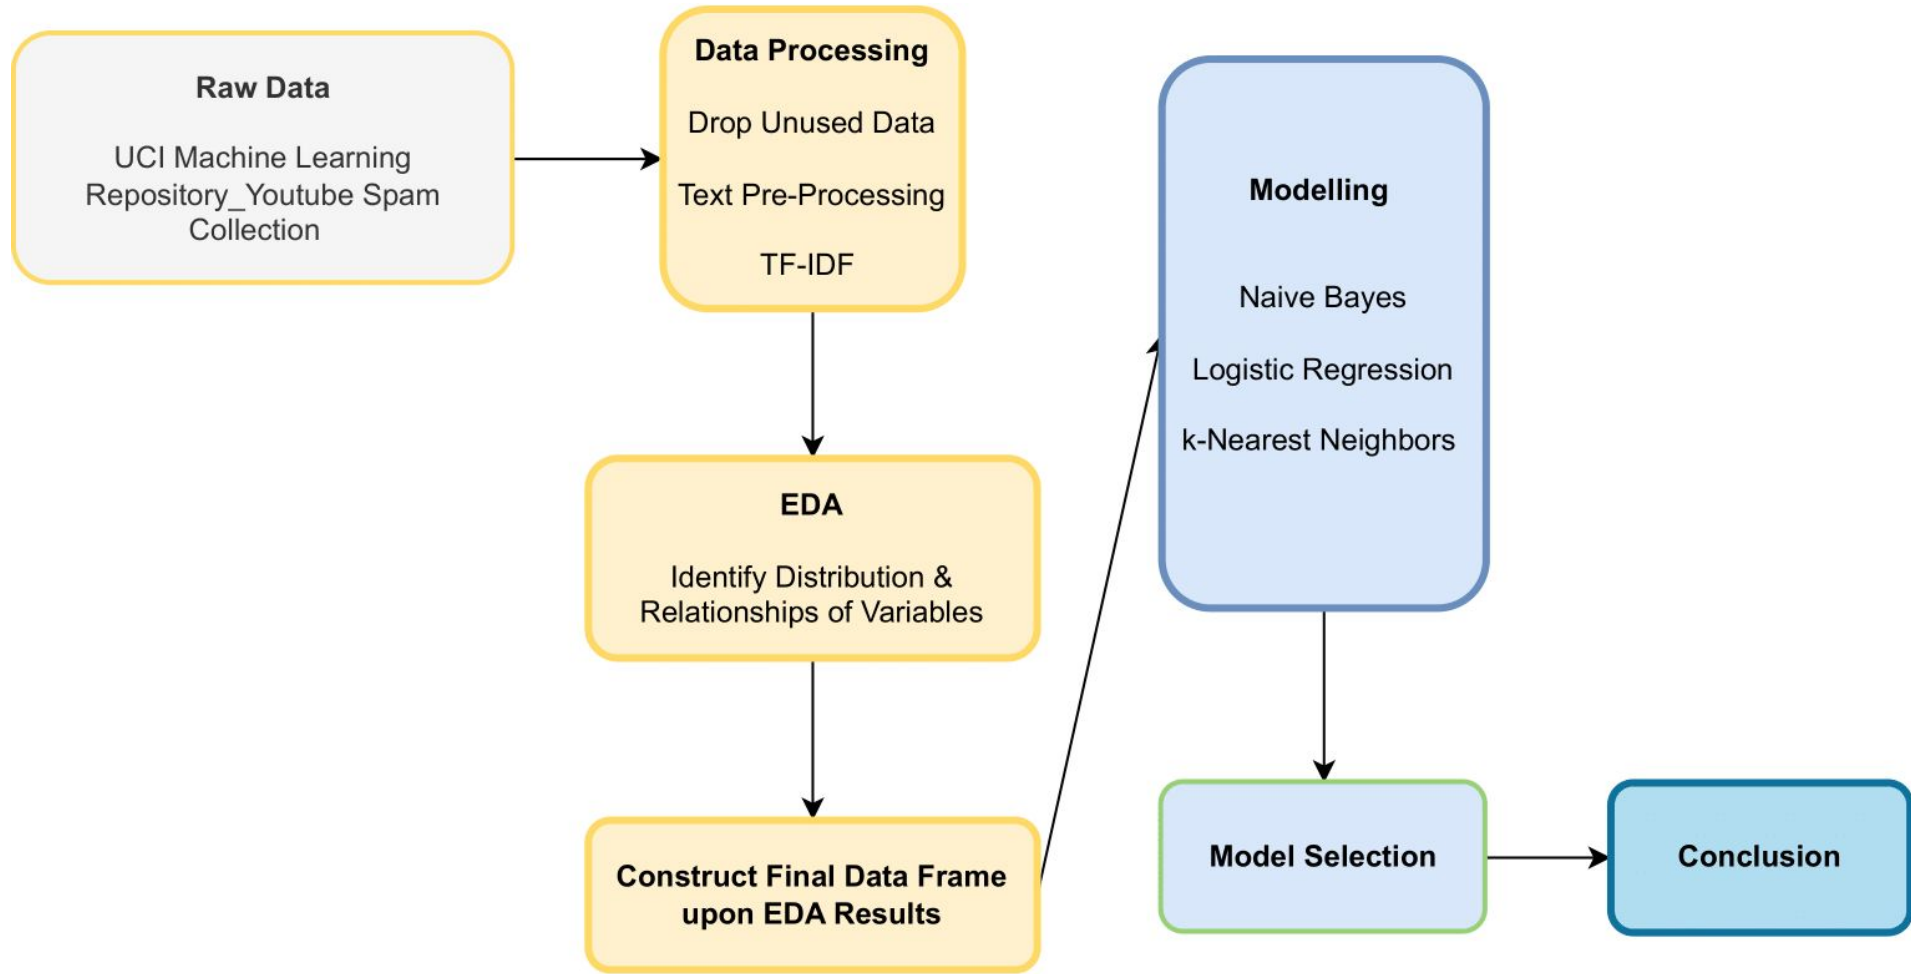 Raw Data
UCI Machine Learning
Repository_Youtube Spam
Collection
Data Processing
Drop Unused Data
Text Pre-Processing
TF-IDF
EDA
Identify Distribution &
Relationships of Variables
Construct Final Data Frame
upon EDA Results
Modelling
Naive Bayes
Logistic Regression
k-Nearest Neighbors
Model Selection
Conclusion